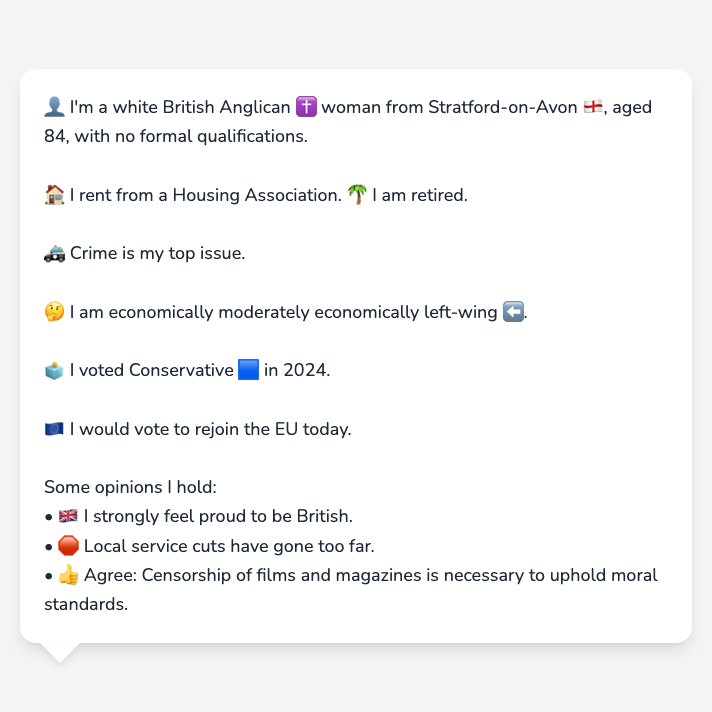 👤 I'm a white British Anglican ✝️ woman from Stratford-on-Avon 🏴󠁧󠁢󠁥󠁮󠁧󠁿, aged
84, with no formal qualifications.
🏠 I rent from a Housing Association. 🌴 I am retired.
🚓 Crime is my top issue.
🤔 I am economically moderately economically left-wing ⬅️.
🗳️ I voted Conservative 🟦 in 2024.
🇪🇺 I would vote to rejoin the EU today.
Some opinions I hold:
• 🇬🇧 I strongly feel proud to be British.
• 🛑 Local service cuts have gone too far.
• 👍 Agree: Censorship of films and magazines is necessary to uphold moral
standards.